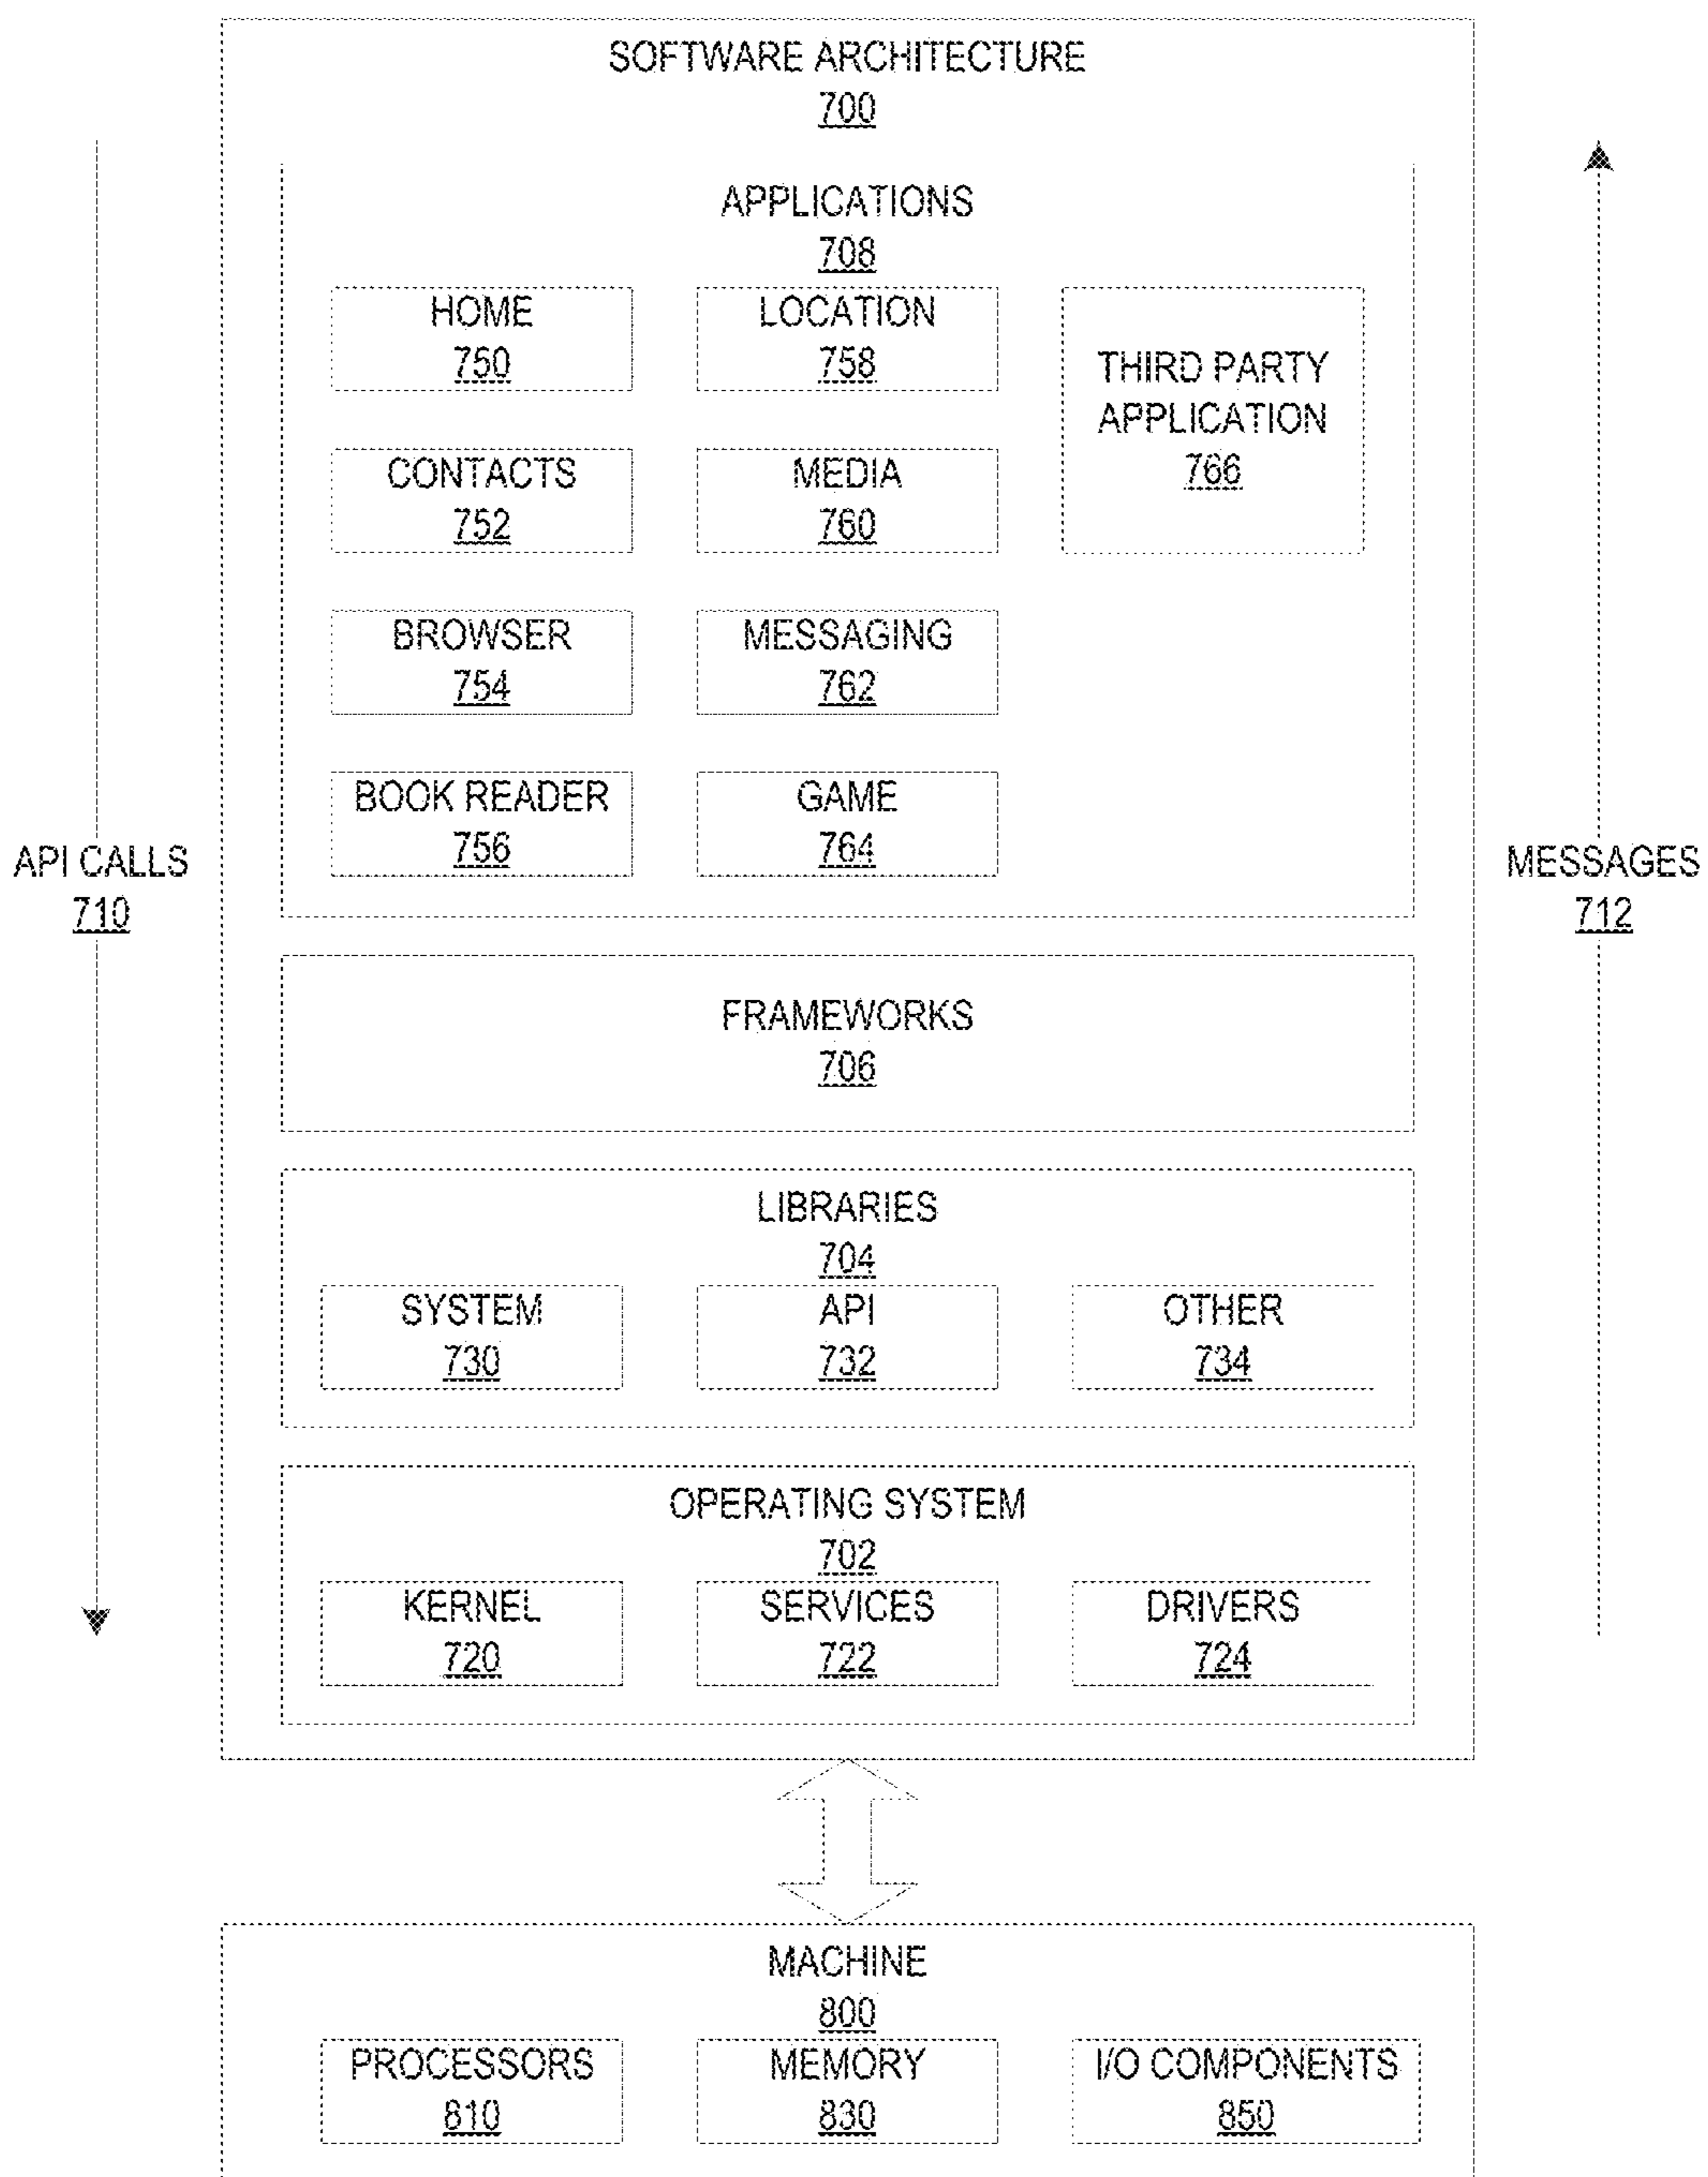 SOFTWARE ARCHITECTURE
700
APPLICATIONS
708
HOME
750
LOCATION
758
THIRD PARTY
APPLICATION
766
CONTACTS
752
MEDIA
760
BROWSER
754
MESSAGING
762
BOOK READER
756
GAME
764
API CALLS
710
MESSAGES
712
FRAMEWORKS
706
LIBRARIES
704
SYSTEM
730
API
732
OTHER
734
OPERATING SYSTEM
702
KERNEL
720
SERVICES
722
DRIVERS
724
MACHINE
800
PROCESSORS
810
MEMORY
830
I/O COMPONENTS
850